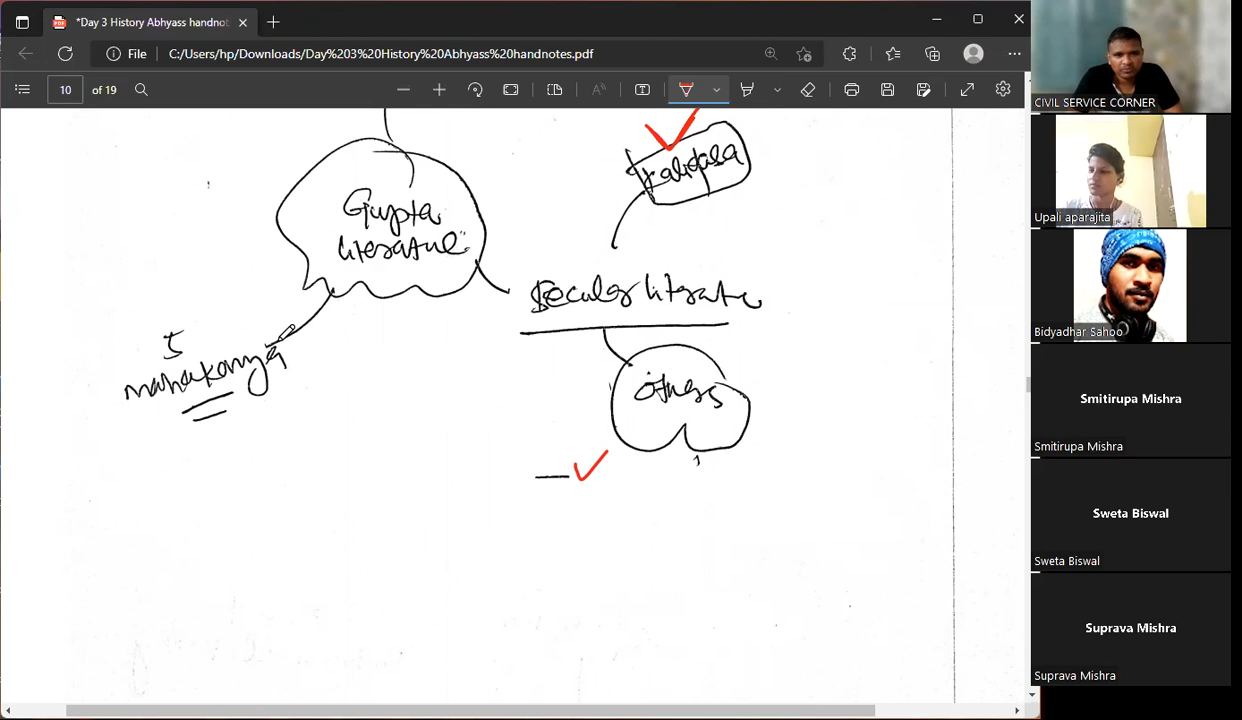 *Day 3 History Abhyass handnot
File
C:/Users/hp/Downloads/Day%203%20History%20Abhyass%20handnotes.pdf
10 of 19
CIVIL SERVICE CORNER
Upali aparajita
Bidyadhar Sahoo
Smitirupa Mishra
Smitirupa Mishra
Sweta Biswal
Sweta Biswal
Suprava Mishra
Suprava Mishra
Kalidasa
Gupta
literature
Secular literature
5
mahakavya
others